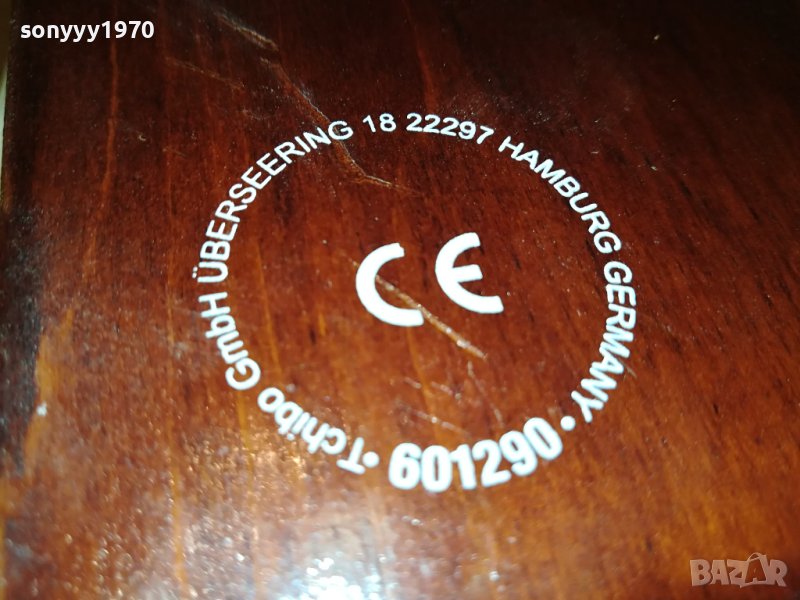 sonyyy1970
• Tchibo GmbH ÜBERSEERING 18 22297 HAMBURG GERMANY •
601290
CE
BAZAR